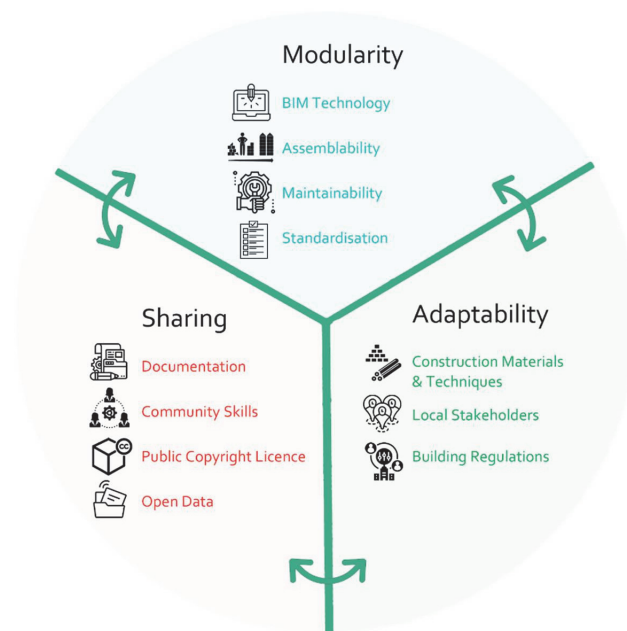 Modularity
BIM Technology
Assemblability
Maintainability
Standardisation
Sharing
Documentation
Community Skills
Public Copyright Licence
CC
Open Data
Adaptability
Construction Materials
& Techniques
Local Stakeholders
Building Regulations